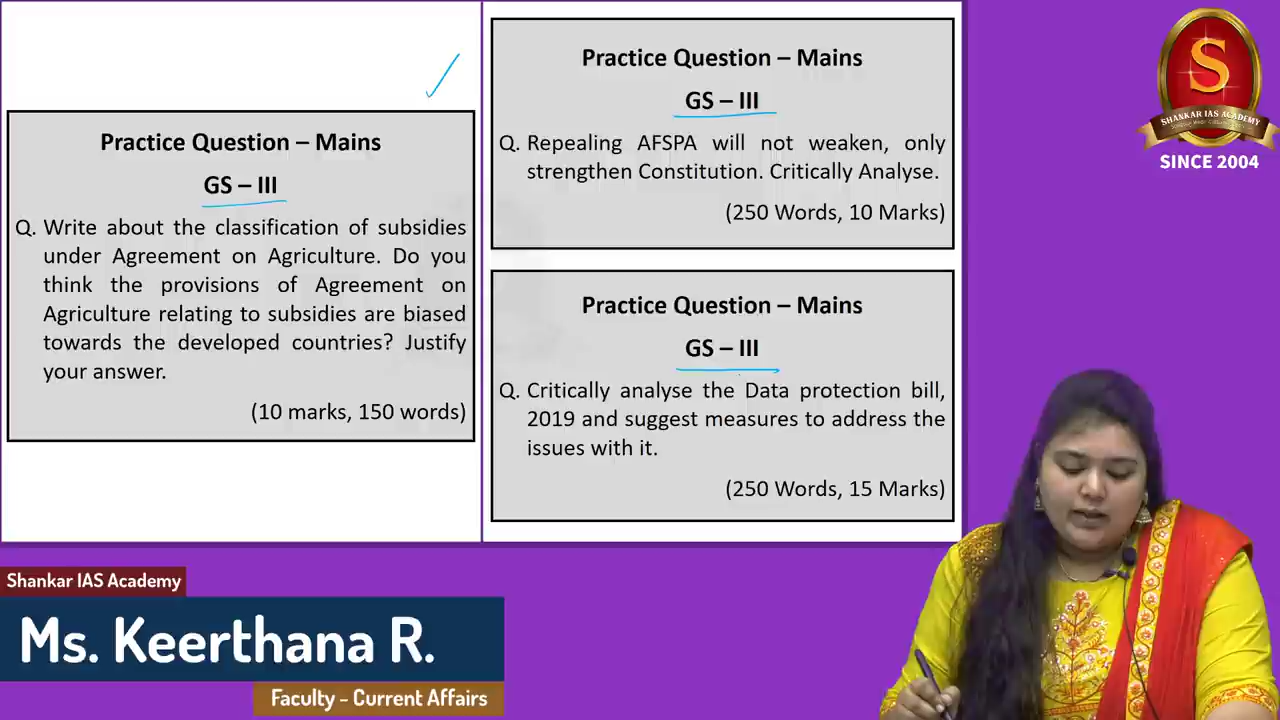 Practice Question – Mains
GS – III
Q. Write about the classification of subsidies
under Agreement on Agriculture. Do you
think the provisions of Agreement on
Agriculture relating to subsidies are biased
towards the developed countries? Justify
your answer.
(10 marks, 150 words)
Practice Question – Mains
GS – III
Q. Repealing AFSPA will not weaken, only
strengthen Constitution. Critically Analyse.
(250 Words, 10 Marks)
Practice Question – Mains
GS – III
Q. Critically analyse the Data protection bill,
2019 and suggest measures to address the
issues with it.
(250 Words, 15 Marks)
S
SHANKAR IAS ACADEMY
SINCE 2004
Shankar IAS Academy
Ms. Keerthana R.
Faculty - Current Affairs